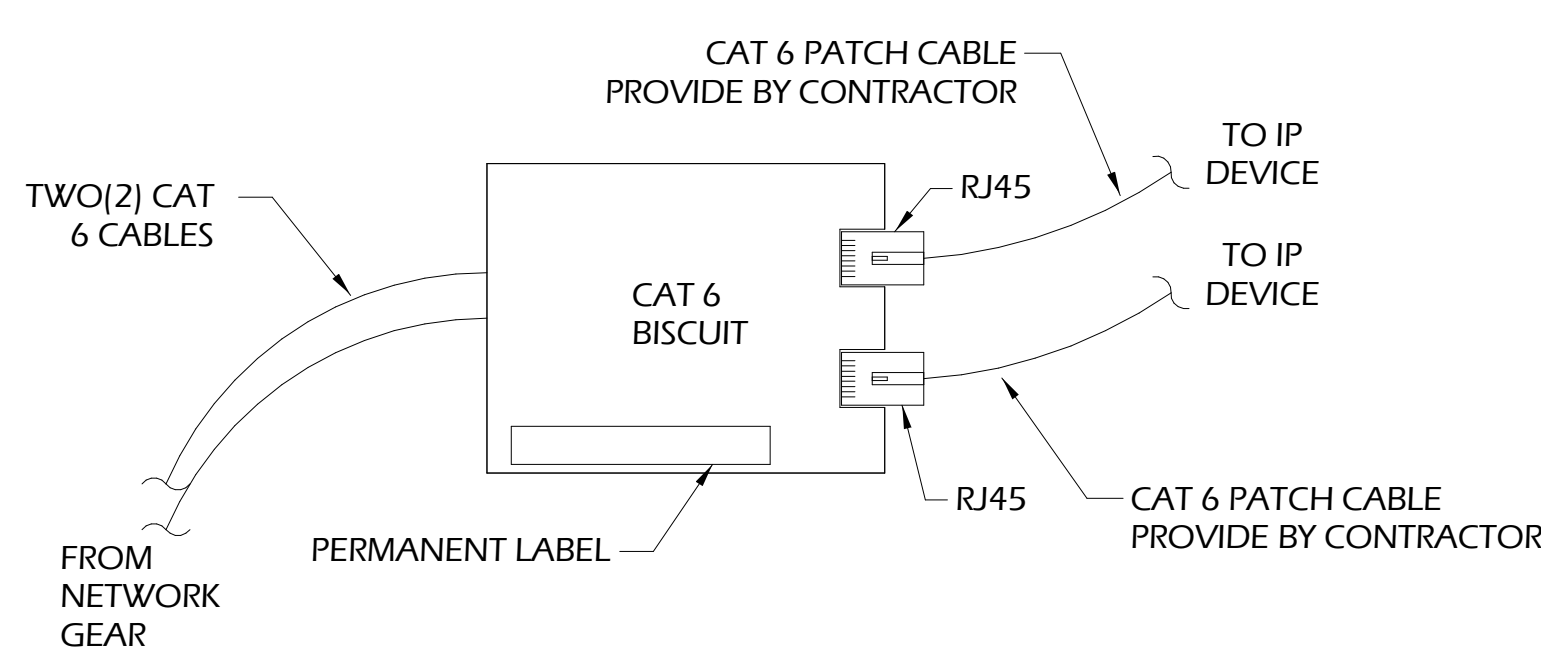 CAT 6 PATCH CABLE
PROVIDE BY CONTRACTOR
TO IP
DEVICE
TWO(2) CAT
6 CABLES
RJ45
TO IP
DEVICE
CAT 6
BISCUIT
RJ45
CAT 6 PATCH CABLE
PROVIDE BY CONTRACTOR
PERMANENT LABEL
FROM
NETWORK
GEAR